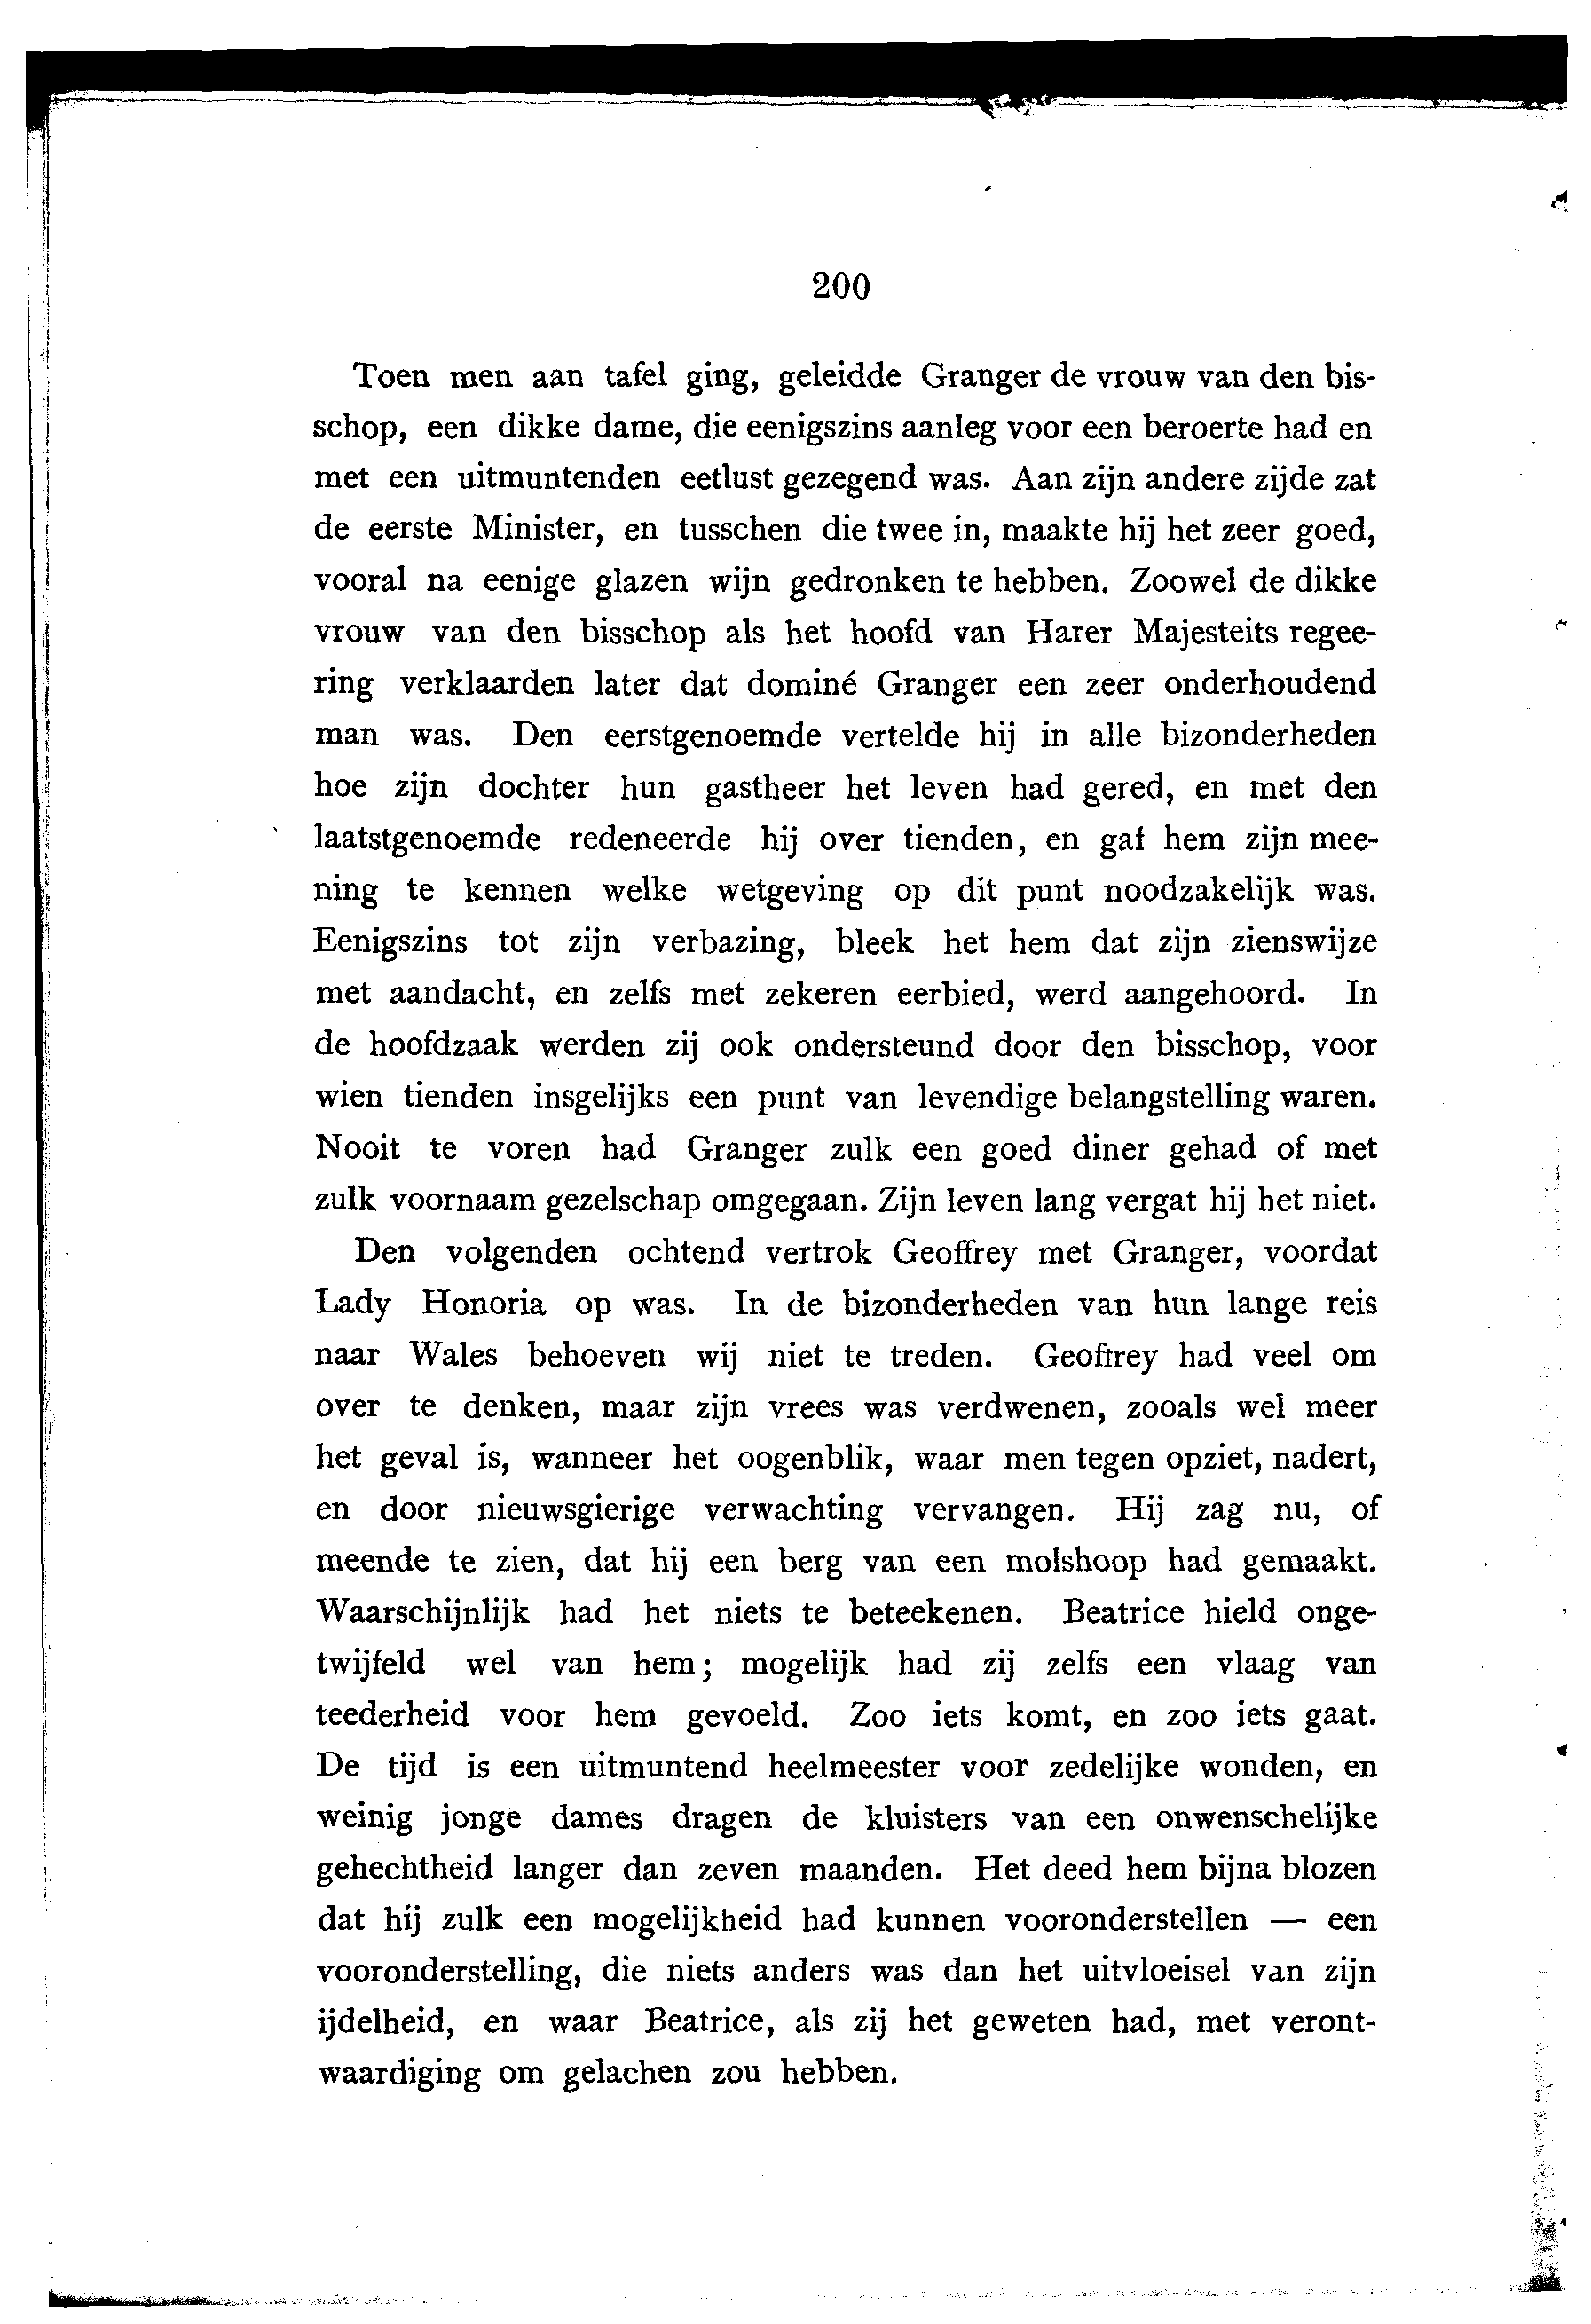 200
Toen men aan tafel ging, geleidde Granger de vrouw van den bis-
schop, een dikke dame, die eenigszins aanleg voor een beroerte had en
met een uitmuntenden eetlust gezegend was. Aan zijn andere zijde zat
de eerste Minister, en tusschen die twee in, maakte hij het zeer goed,
vooral na eenige glazen wijn gedronken te hebben. Zoowel de dikke
vrouw van den bisschop als het hoofd van Harer Majesteits regee-
ring verklaarden later dat dominé Granger een zeer onderhoudend
man was. Den eerstgenoemde vertelde hij in alle bizonderheden
hoe zijn dochter hun gastheer het leven had gered, en met den
laatstgenoemde redeneerde hij over tienden, en gaf hem zijn mee-
ning te kennen welke wetgeving op dit punt noodzakelijk was.
Eenigszins tot zijn verbazing, bleek het hem dat zijn zienswijze
met aandacht, en zelfs met zekeren eerbied, werd aangehoord. In
de hoofdzaak werden zij ook ondersteund door den bisschop, voor
wien tienden insgelijks een punt van levendige belangstelling waren.
Nooit te voren had Granger zulk een goed diner gehad of met
zulk voornaam gezelschap omgegaan. Zijn leven lang vergat hij het niet.
Den volgenden ochtend vertrok Geoffrey met Granger, voordat
Lady Honoria op was. In de bizonderheden van hun lange reis
naar Wales behoeven wij niet te treden. Geoffrey had veel om
over te denken, maar zijn vrees was verdwenen, zooals wel meer
het geval is, wanneer het oogenblik, waar men tegen opziet, nadert,
en door nieuwsgierige verwachting vervangen. Hij zag nu, of
meende te zien, dat hij een berg van een molshoop had gemaakt.
Waarschijnlijk had het niets te beteekenen. Beatrice hield onge-
twijfeld wel van hem; mogelijk had zij zelfs een vlaag van
teederheid voor hem gevoeld. Zoo iets komt, en zoo iets gaat.
De tijd is een uitmuntend heelmeester voor zedelijke wonden, en
weinig jonge dames dragen de kluisters van een onwenschelijke
gehechtheid langer dan zeven maanden. Het deed hem bijna blozen
dat hij zulk een mogelijkheid had kunnen vooronderstellen — een
vooronderstelling, die niets anders was dan het uitvloeisel van zijn
ijdelheid, en waar Beatrice, als zij het geweten had, met veront-
waardiging om gelachen zou hebben.